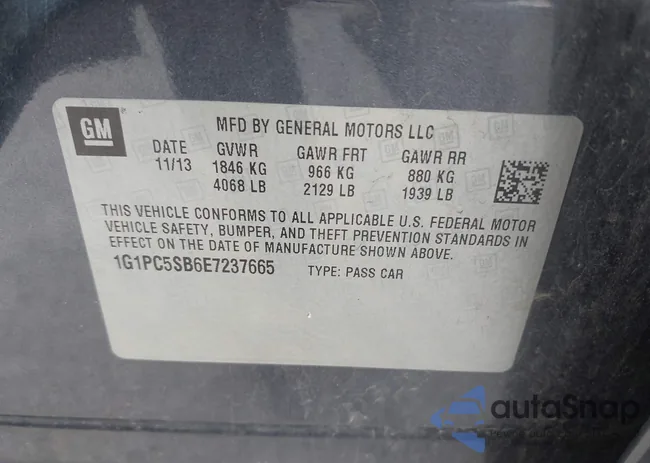 GM
MFD BY GENERAL MOTORS LLC
DATE GVWR GAWR FRT GAWR RR
11/13 1846 KG 966 KG 880 KG
4068 LB 2129 LB 1939 LB
THIS VEHICLE CONFORMS TO ALL APPLICABLE U.S. FEDERAL MOTOR
VEHICLE SAFETY, BUMPER, AND THEFT PREVENTION STANDARDS IN
EFFECT ON THE DATE OF MANUFACTURE SHOWN ABOVE.
1G1PC5SB6E7237665 TYPE: PASS CAR
autoSnap